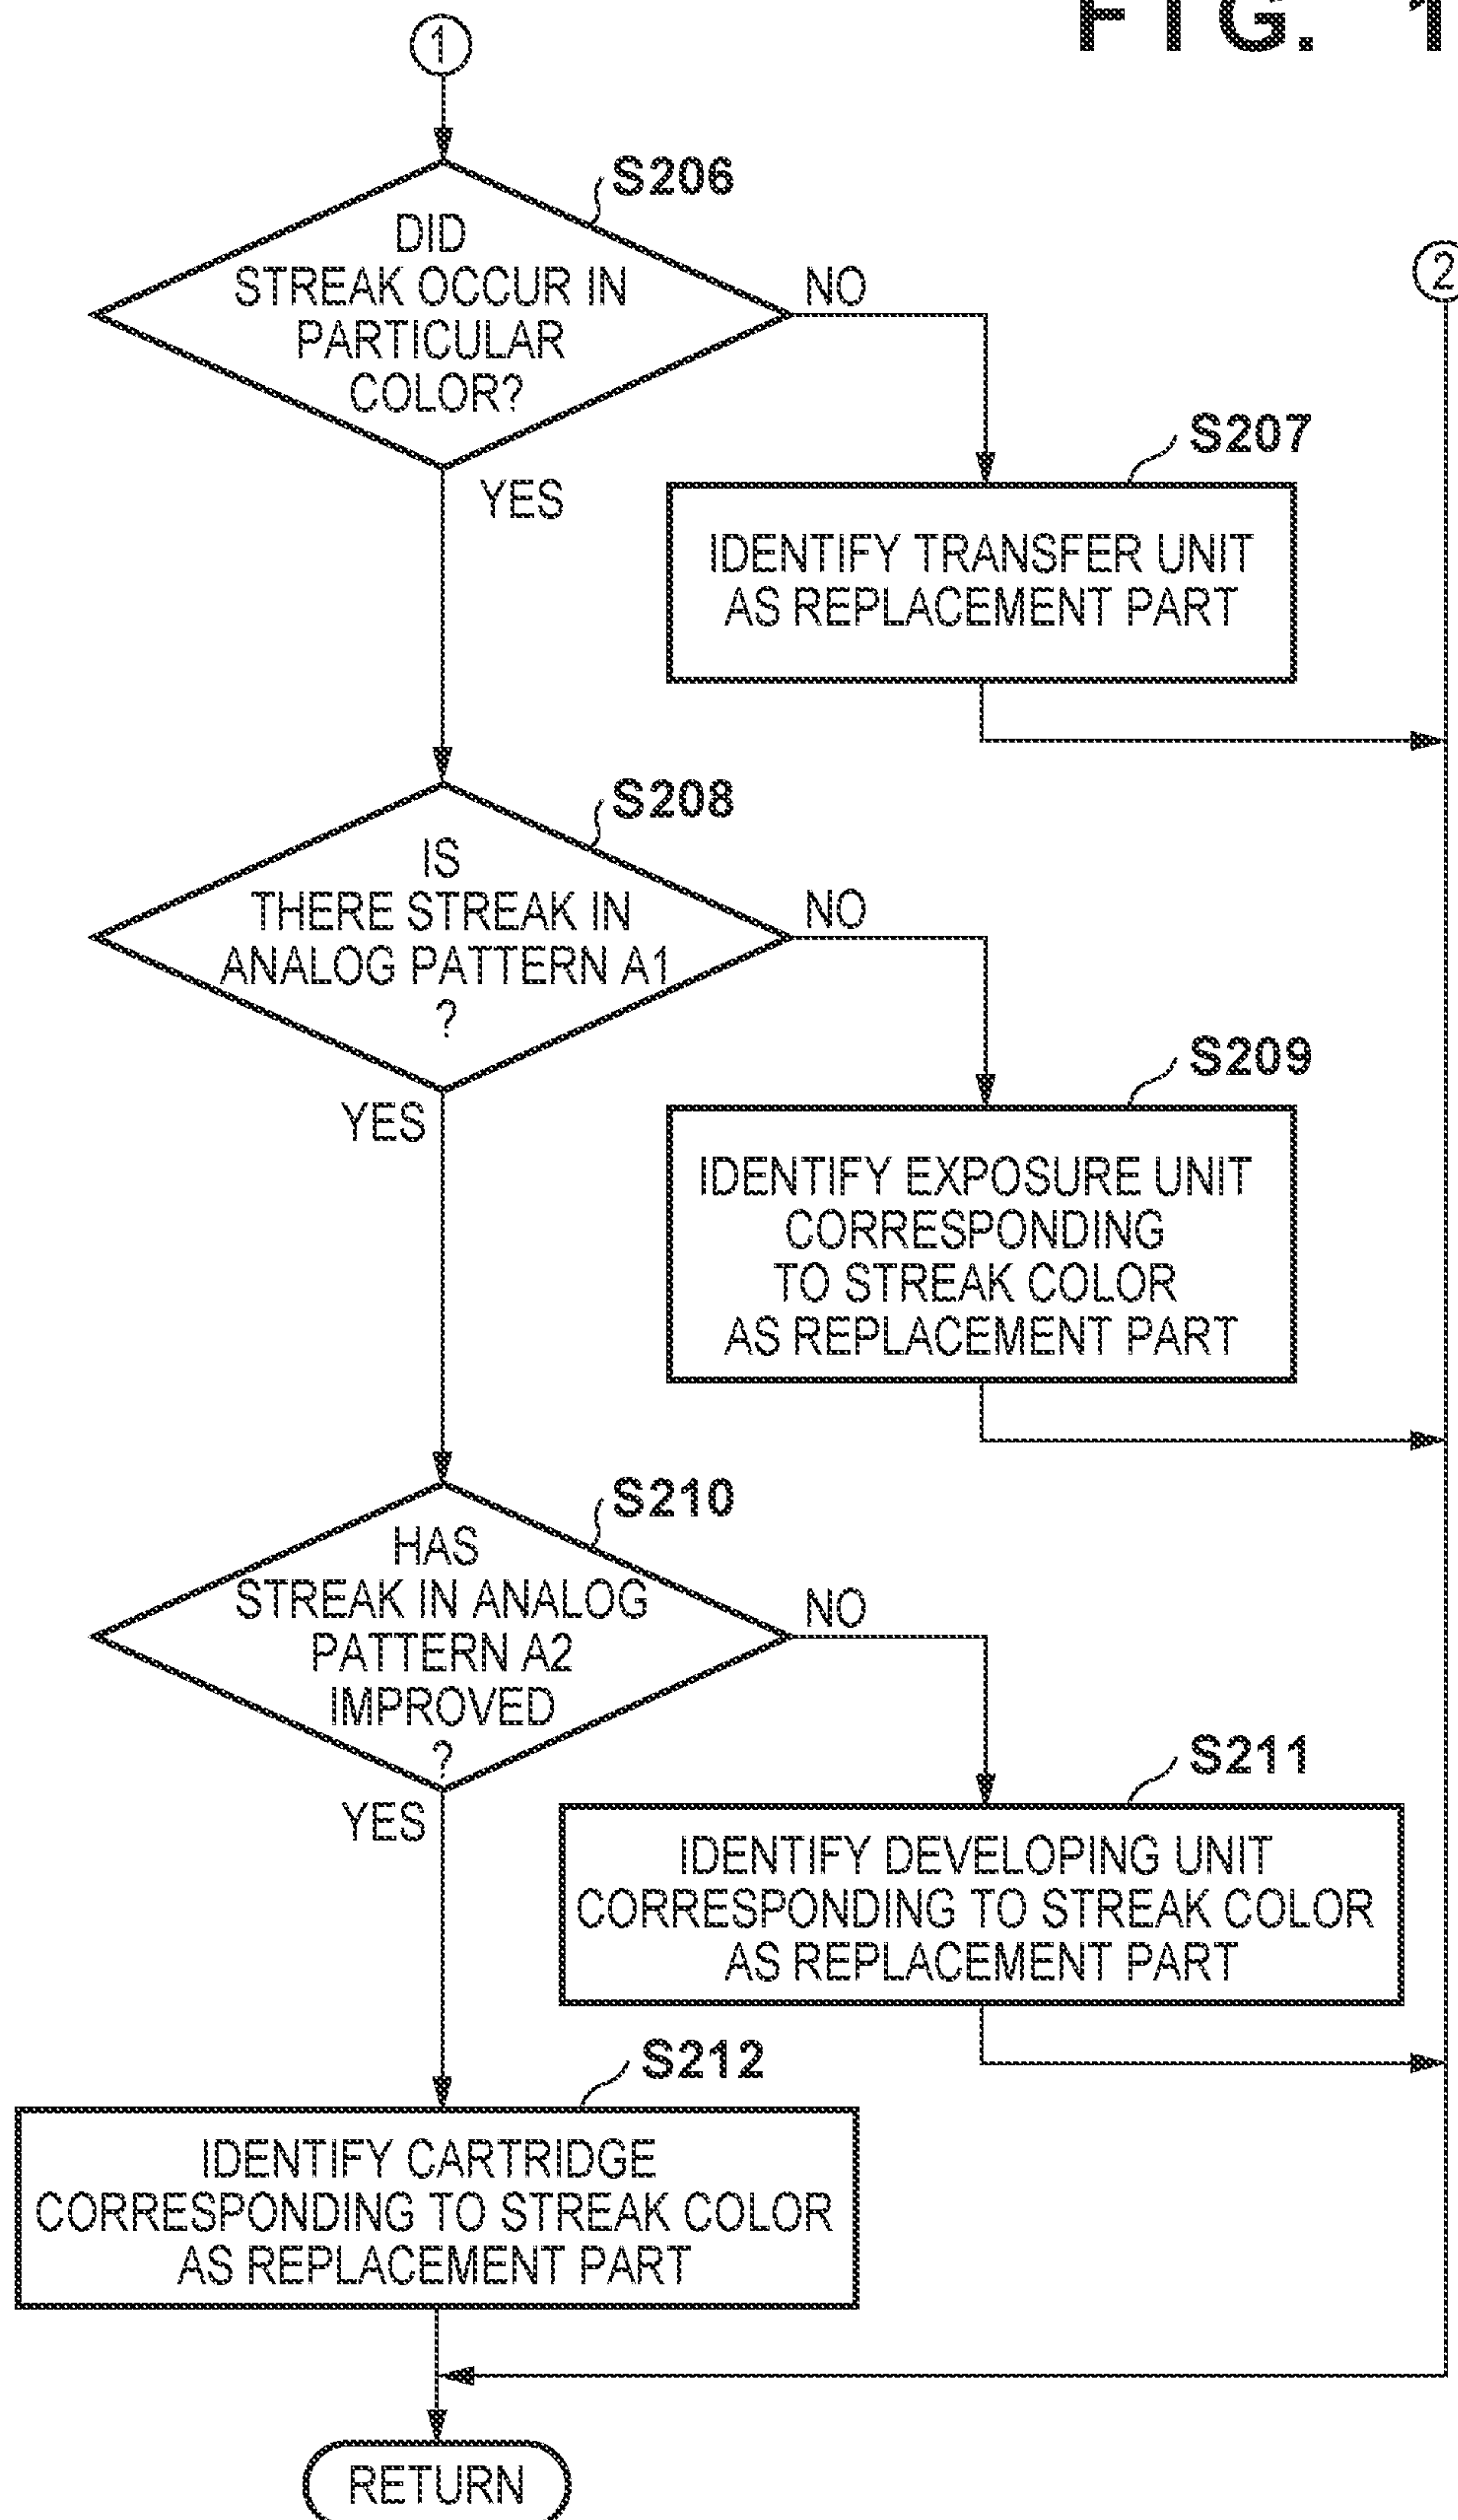 FIG. 1
1
S206
DID
STREAK OCCUR IN
PARTICULAR
COLOR?
NO
2
YES
S207
IDENTIFY TRANSFER UNIT
AS REPLACEMENT PART
S208
IS
THERE STREAK IN
ANALOG PATTERN A1
?
NO
YES
S209
IDENTIFY EXPOSURE UNIT
CORRESPONDING
TO STREAK COLOR
AS REPLACEMENT PART
S210
HAS
STREAK IN ANALOG
PATTERN A2
IMPROVED
?
NO
YES
S211
IDENTIFY DEVELOPING UNIT
CORRESPONDING TO STREAK COLOR
AS REPLACEMENT PART
S212
IDENTIFY CARTRIDGE
CORRESPONDING TO STREAK COLOR
AS REPLACEMENT PART
RETURN